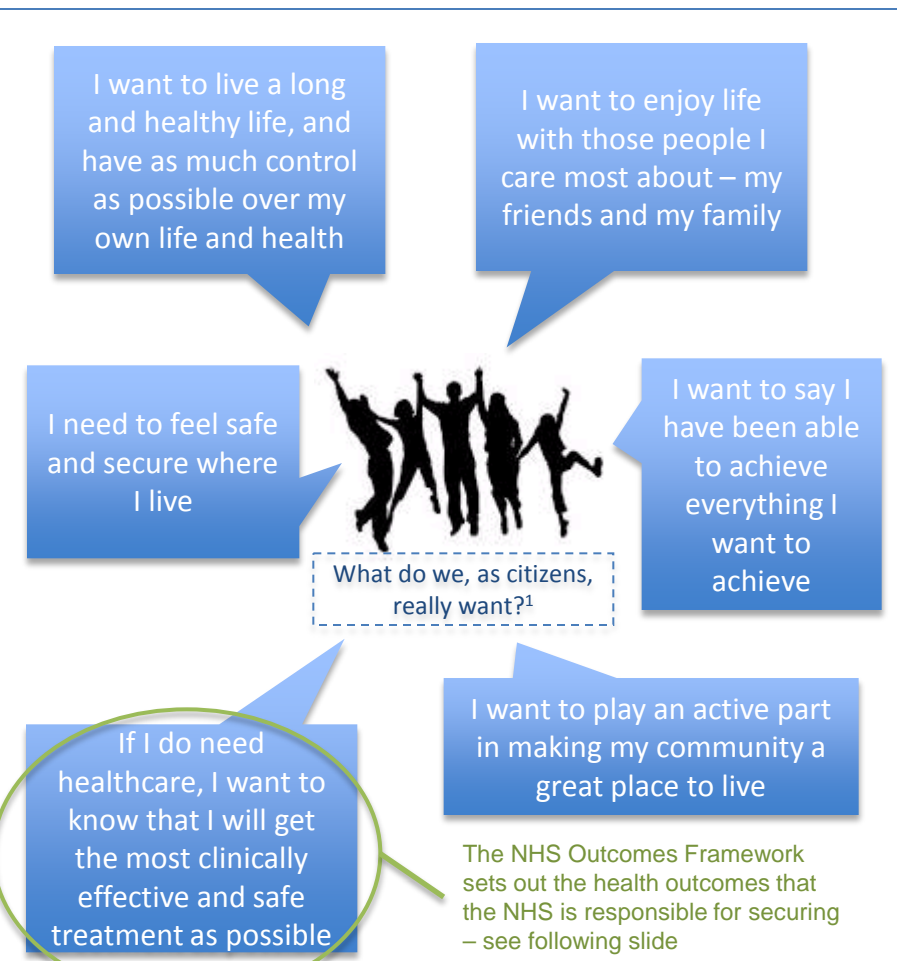 I want to live a long
and healthy life, and
have as much control
as possible over my
own life and health
I want to enjoy life
with those people I
care most about – my
friends and my family
I need to feel safe
and secure where
I live
I want to say I
have been able
to achieve
everything I
want to
achieve
What do we, as citizens,
really want?¹
If I do need
healthcare, I want to
know that I will get
the most clinically
effective and safe
treatment as possible
I want to play an active part
in making my community a
great place to live
The NHS Outcomes Framework
sets out the health outcomes that
the NHS is responsible for securing
– see following slide